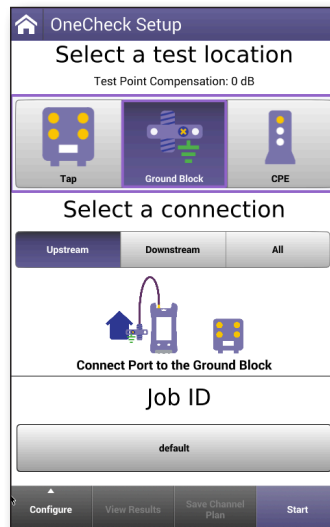 OneCheck Setup
Select a test location
Test Point Compensation: 0 dB
Tap
Ground Block
CPE
Select a connection
Upstream
Downstream
All
Connect Port to the Ground Block
Job ID
default
Configure
View Results
Save Channel
Plan
Start